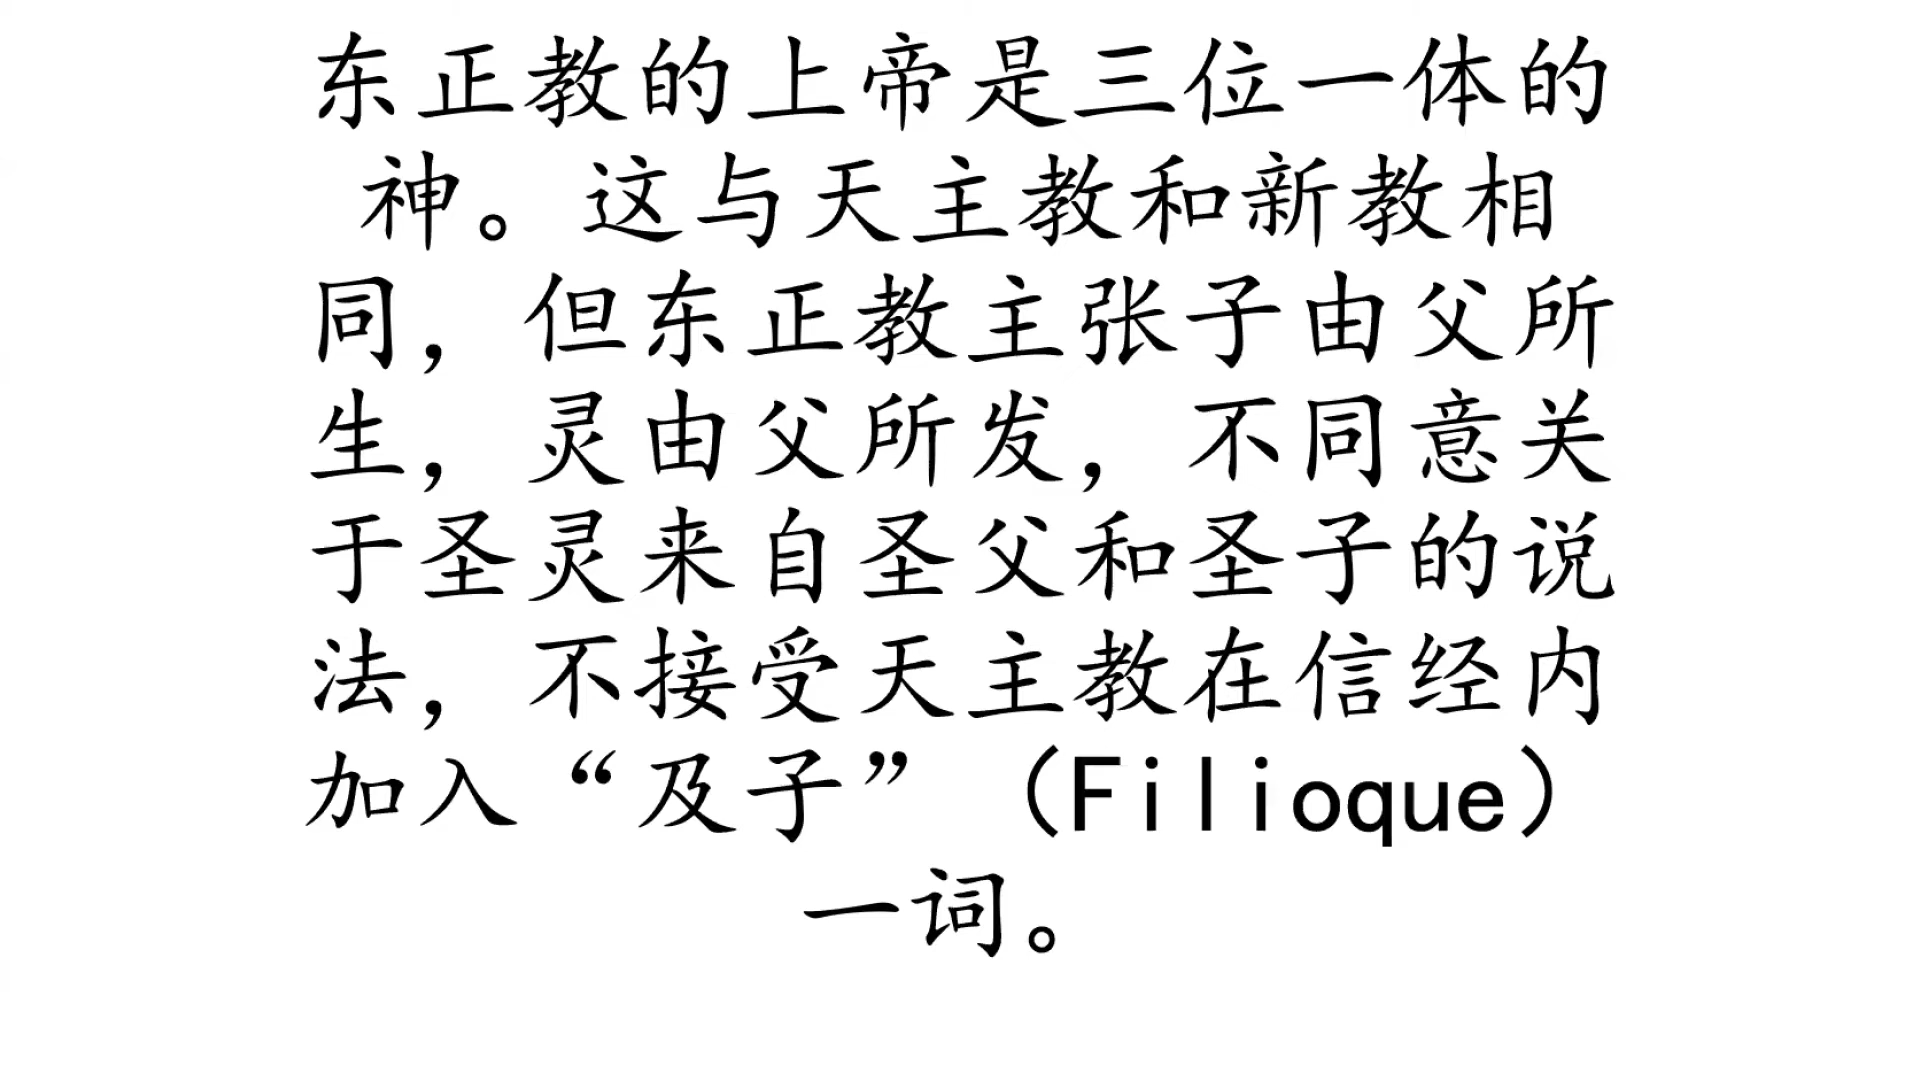 东正教的上帝是三位一体的
神。这与天主教和新教相
同，但东正教主张子由父所
生，灵由父所发，不同意关
于圣灵来自圣父和圣子的说
法，不接受天主教在信经内
加入“及子”（Filioque）
一词。